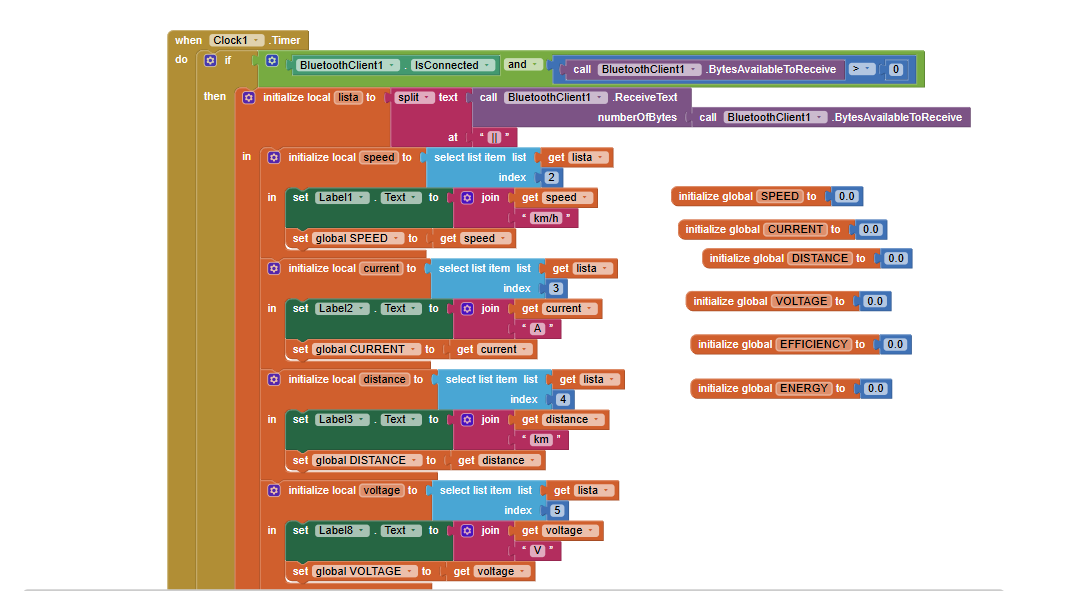 when Clock1 .Timer
do if BluetoothClient1 . IsConnected and call BluetoothClient1 .BytesAvailableToReceive > 0
then initialize local lista to split text call BluetoothClient1 .ReceiveText
numberOfBytes call BluetoothClient1 .BytesAvailableToReceive
at “ || ”
in initialize local speed to select list item list get lista
index 2
in set Label1 . Text to join get speed
“ km/h ”
set global SPEED to get speed
initialize local current to select list item list get lista
index 3
in set Label2 . Text to join get current
“ A ”
set global CURRENT to get current
initialize local distance to select list item list get lista
index 4
in set Label3 . Text to join get distance
“ km ”
set global DISTANCE to get distance
initialize local voltage to select list item list get lista
index 5
in set Label8 . Text to join get voltage
“ V ”
set global VOLTAGE to get voltage
initialize global SPEED to 0.0
initialize global CURRENT to 0.0
initialize global DISTANCE to 0.0
initialize global VOLTAGE to 0.0
initialize global EFFICIENCY to 0.0
initialize global ENERGY to 0.0